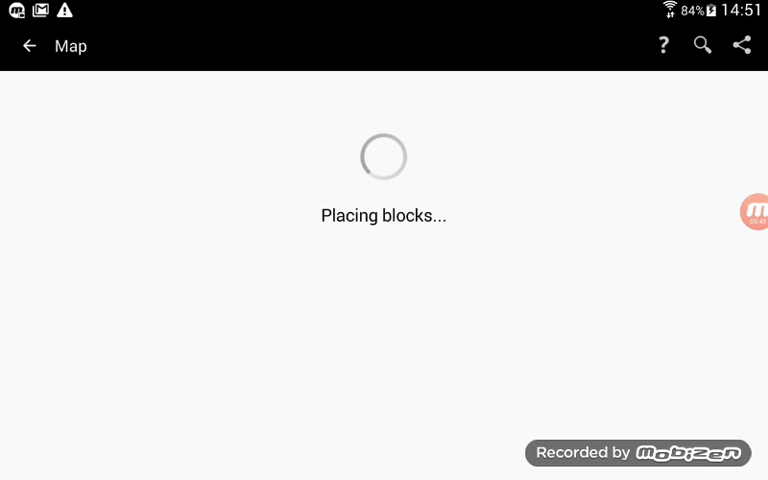 84% 14:51
Map ?
Placing blocks...
Recorded by mobizen